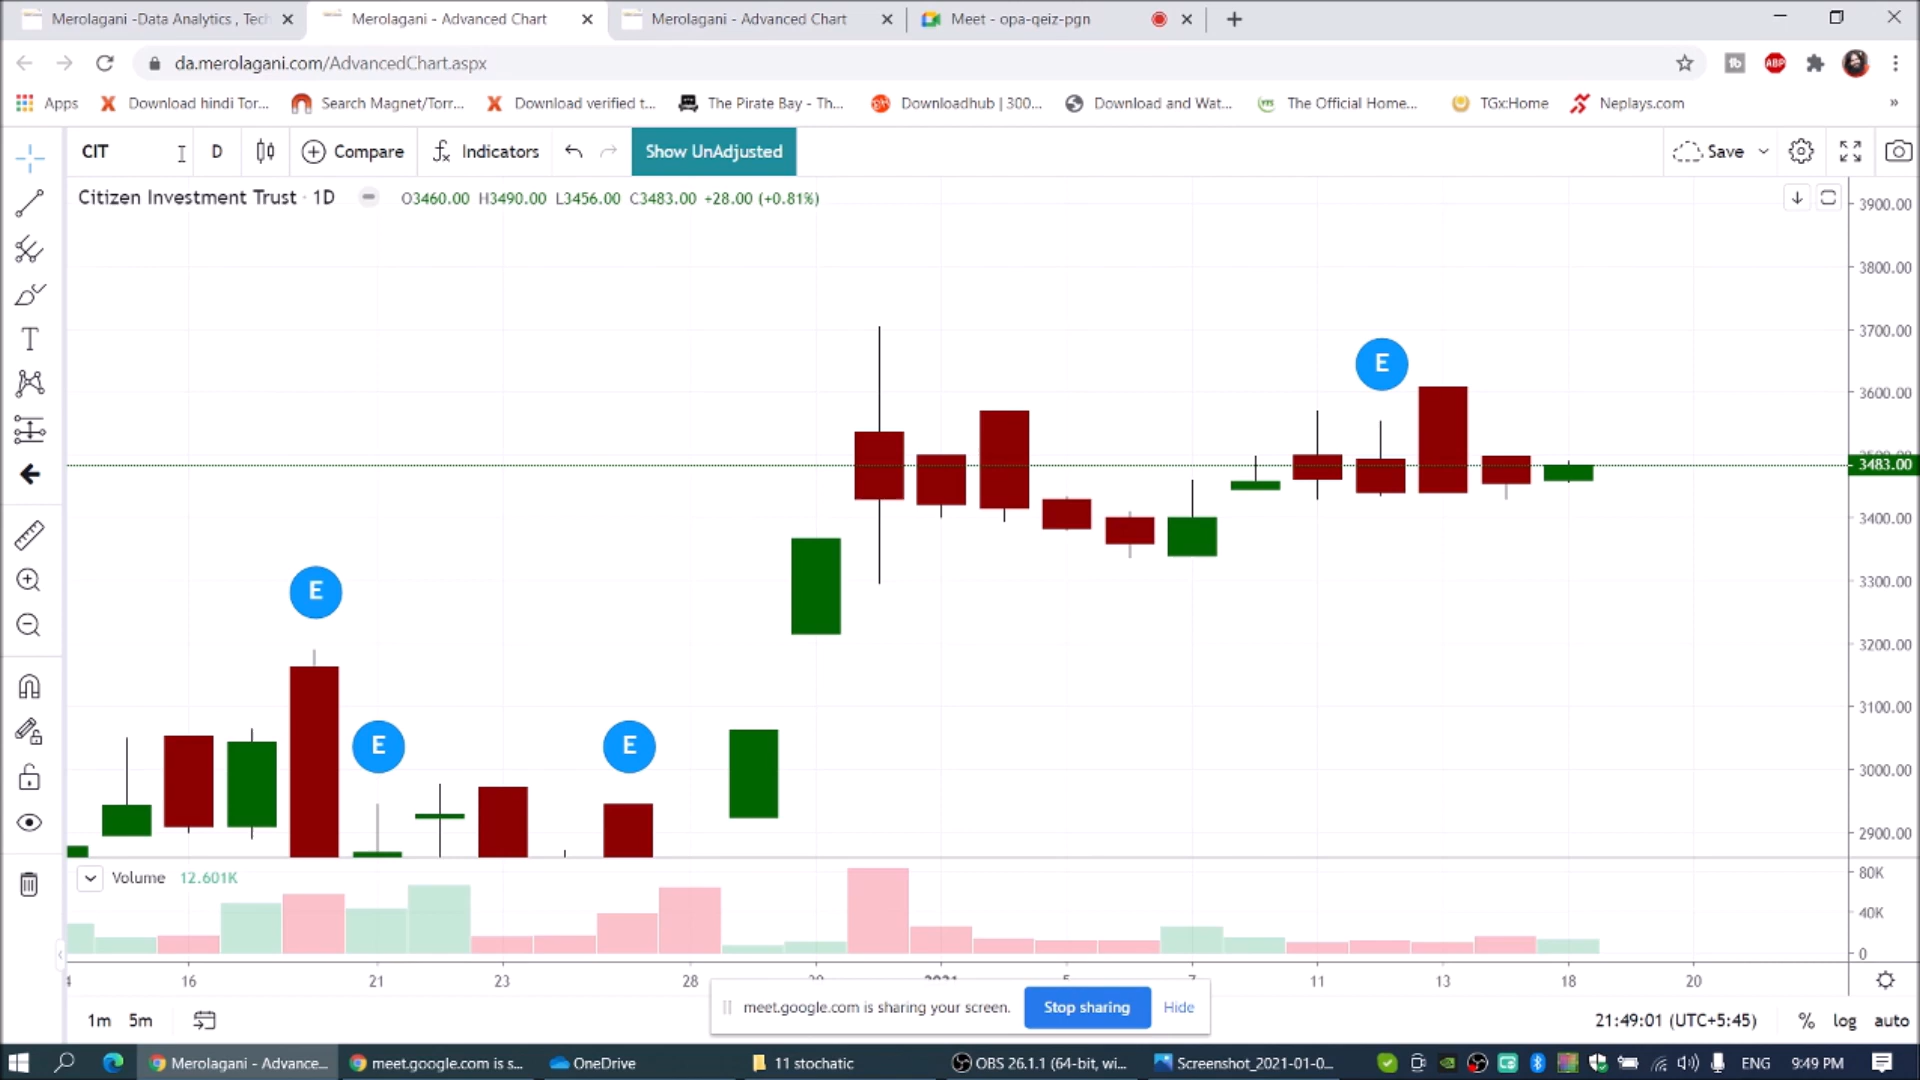 Merolagani -Data Analytics , Tech
Merolagani - Advanced Chart
Merolagani - Advanced Chart
Meet - opa-qeiz-pgn
da.merolagani.com/AdvancedChart.aspx
Apps
Download hindi Tor...
Search Magnet/Torr...
Download verified t...
The Pirate Bay - Th...
Downloadhub | 300...
Download and Wat...
The Official Home...
TGx:Home
Neplays.com
»
CIT
D
Compare
Indicators
Show UnAdjusted
Save
Citizen Investment Trust · 1D
O3460.00 H3490.00 L3456.00 C3483.00 +28.00 (+0.81%)
3900.00
3800.00
3700.00
3600.00
3483.00
3400.00
3300.00
3200.00
3100.00
3000.00
2900.00
E
E
E
E
Volume 12.601K
80K
40K
0
16
21
23
28
11
13
18
20
meet.google.com is sharing your screen.
Stop sharing
Hide
1m
5m
21:49:01 (UTC+5:45)
%
log
auto
Merolagani - Advance...
meet.google.com is s...
OneDrive
11 stochatic
OBS 26.1.1 (64-bit, wi...
Screenshot_2021-01-0...
ENG
9:49 PM